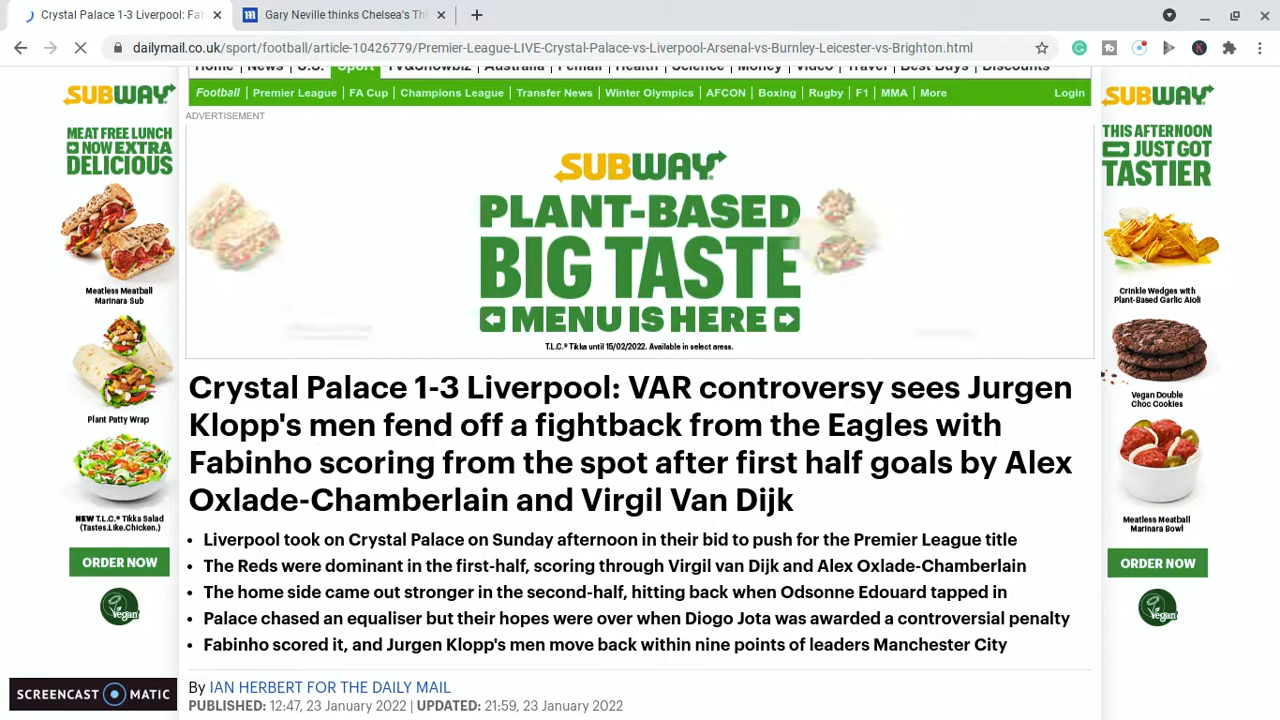 Crystal Palace 1-3 Liverpool: Fab
Gary Neville thinks Chelsea's Thi
dailymail.co.uk/sport/football/article-10426779/Premier-League-LIVE-Crystal-Palace-vs-Liverpool-Arsenal-vs-Burnley-Leicester-vs-Brighton.html
Home News U.S. Sport TV&Showbiz Australia Femail Health Science Money Video Travel Best Buys Discounts
Football Premier League FA Cup Champions League Transfer News Winter Olympics AFCON Boxing Rugby F1 MMA More Login
ADVERTISEMENT
SUBWAY
MEAT FREE LUNCH
NOW EXTRA
DELICIOUS
Meatless Meatball
Marinara Sub
Plant Patty Wrap
NEW T.L.C.® Tikka Salad
(Tastes.Like.Chicken.)
ORDER NOW
Vegan
SUBWAY
PLANT-BASED
BIG TASTE
MENU IS HERE
T.L.C.® Tikka until 15/02/2022. Available in select areas.
SUBWAY
THIS AFTERNOON
JUST GOT
TASTIER
Crinkle Wedges with
Plant-Based Garlic Aioli
Vegan Double
Choc Cookies
Meatless Meatball
Marinara Bowl
ORDER NOW
Vegan
Crystal Palace 1-3 Liverpool: VAR controversy sees Jurgen
Klopp's men fend off a fightback from the Eagles with
Fabinho scoring from the spot after first half goals by Alex
Oxlade-Chamberlain and Virgil Van Dijk
• Liverpool took on Crystal Palace on Sunday afternoon in their bid to push for the Premier League title
• The Reds were dominant in the first-half, scoring through Virgil van Dijk and Alex Oxlade-Chamberlain
• The home side came out stronger in the second-half, hitting back when Odsonne Edouard tapped in
• Palace chased an equaliser but their hopes were over when Diogo Jota was awarded a controversial penalty
• Fabinho scored it, and Jurgen Klopp's men move back within nine points of leaders Manchester City
By IAN HERBERT FOR THE DAILY MAIL
PUBLISHED: 12:47, 23 January 2022 | UPDATED: 21:59, 23 January 2022
SCREENCAST MATIC